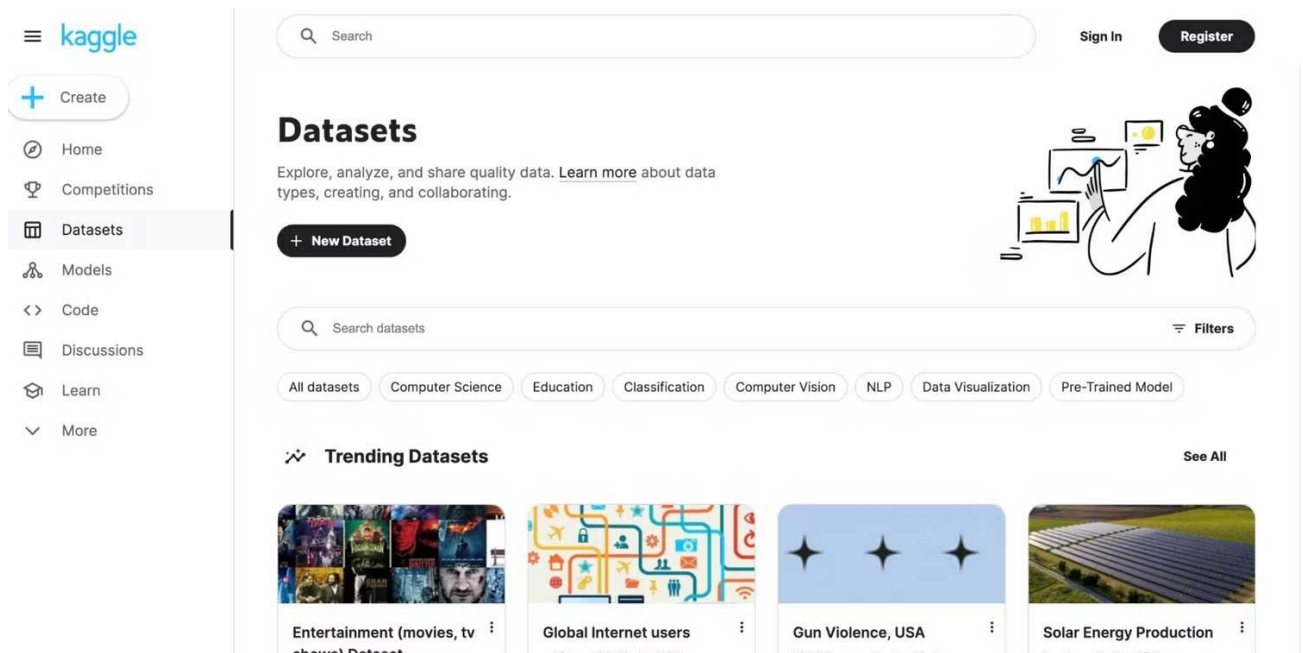 kaggle
Search
Sign In
Register
Create
Home
Competitions
Datasets
Models
Code
Discussions
Learn
More
Datasets
Explore, analyze, and share quality data. Learn more about data
types, creating, and collaborating.
+ New Dataset
Search datasets
Filters
All datasets
Computer Science
Education
Classification
Computer Vision
NLP
Data Visualization
Pre-Trained Model
Trending Datasets
See All
Entertainment (movies, tv
shows) Dataset
Global Internet users
Gun Violence, USA
Solar Energy Production